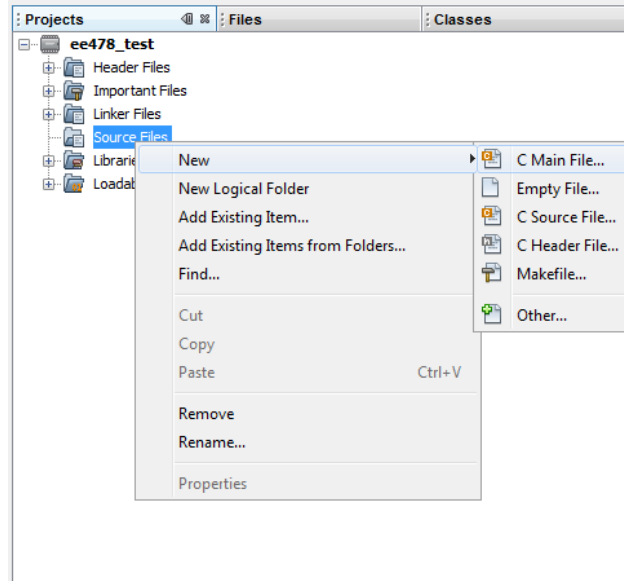 Projects
Files
Classes
ee478_test
Header Files
Important Files
Linker Files
Source Files
Librarie
Loadab
New
New Logical Folder
Add Existing Item...
Add Existing Items from Folders...
Find...
Cut
Copy
Paste Ctrl+V
Remove
Rename...
Properties
C Main File...
Empty File...
C Source File...
C Header File...
Makefile...
Other...